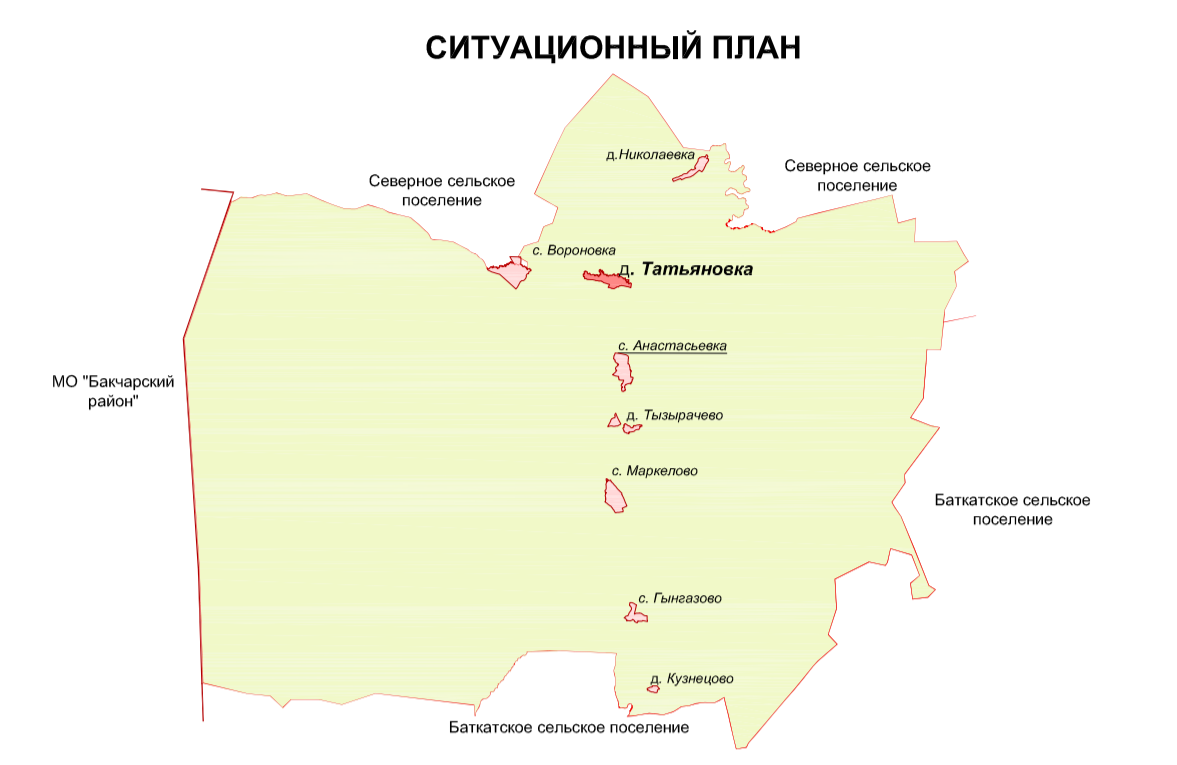 СИТУАЦИОННЫЙ ПЛАН
д.Николаевка
Северное сельское
поселение
Северное сельское
поселение
с. Вороновка
д. Татьяновка
с. Анастасьевка
МО "Бакчарский
район"
д. Тызырачево
с. Маркелово
Баткатское сельское
поселение
с. Гынгазово
д. Кузнецово
Баткатское сельское поселение